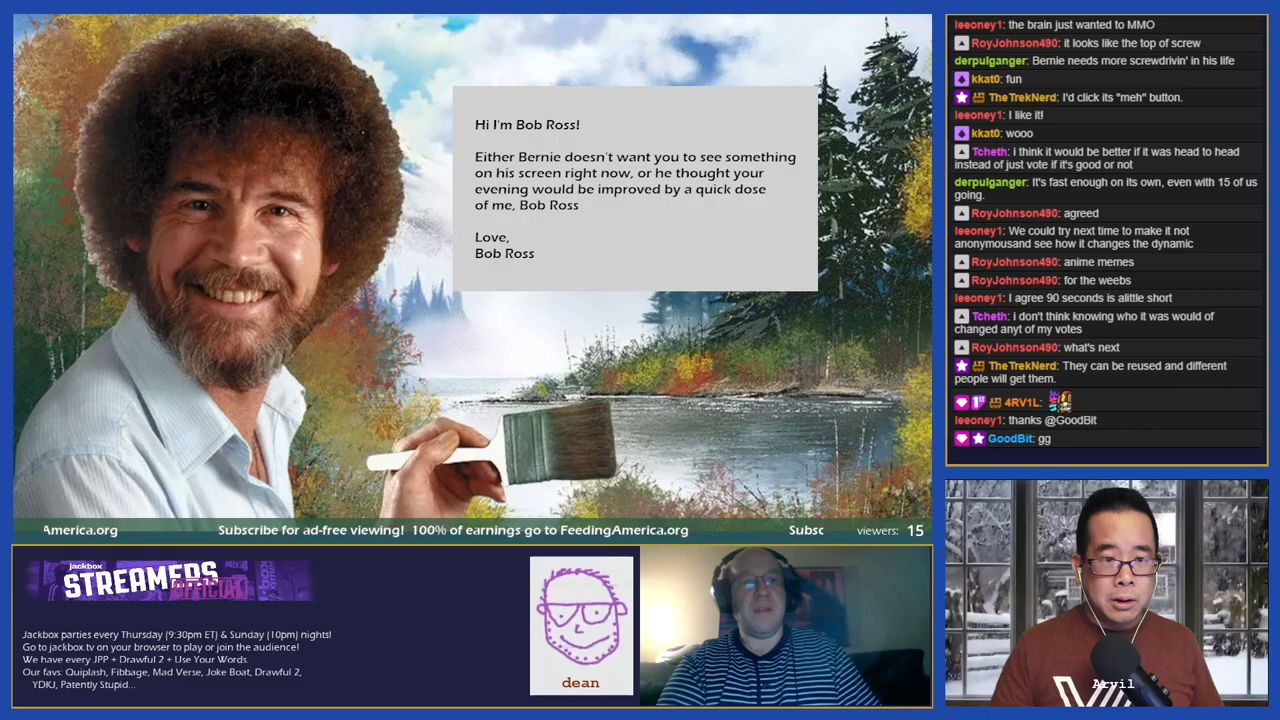 Hi I'm Bob Ross!
Either Bernie doesn't want you to see something
on his screen right now, or he thought your
evening would be improved by a quick dose
of me, Bob Ross
Love,
Bob Ross
America.org Subscribe for ad-free viewing! 100% of earnings go to FeedingAmerica.org Subsc viewers: 15
jackbox
STREAMERS
OFFICIAL
Jackbox parties every Thursday (9:30pm ET) & Sunday (10pm) nights!
Go to jackbox.tv on your browser to play or join the audience!
We have every JPP + Drawful 2 + Use Your Words.
Our favs: Quiplash, Fibbage, Mad Verse, Joke Boat, Drawful 2,
YDKJ, Patently Stupid...
dean
leeoney1: the brain just wanted to MMO
RoyJohnson490: it looks like the top of screw
derpulganger: Bernie needs more screwdrivin' in his life
kkat0: fun
TheTrekNerd: I'd click its "meh" button.
leeoney1: I like it!
kkat0: wooo
Tcheth: i think it would be better if it was head to head
instead of just vote if it's good or not
derpulganger: It's fast enough on its own, even with 15 of us
going.
RoyJohnson490: agreed
leeoney1: We could try next time to make it not
anonymousand see how it changes the dynamic
RoyJohnson490: anime memes
RoyJohnson490: for the weebs
leeoney1: I agree 90 seconds is alittle short
Tcheth: i don't think knowing who it was would of
changed anyt of my votes
RoyJohnson490: what's next
TheTrekNerd: They can be reused and different
people will get them.
4RV1L:
leeoney1: thanks @GoodBit
GoodBit: gg
Arvil